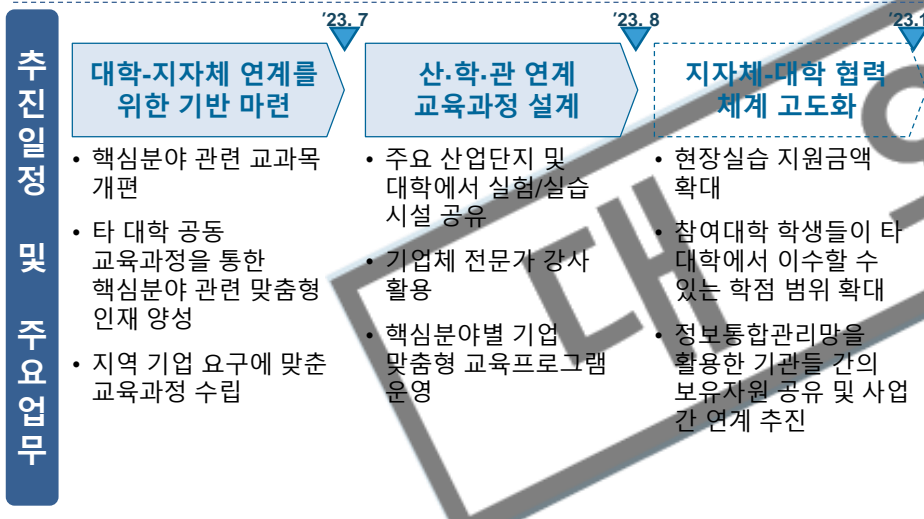 '23. 7
'23. 8
추진일정 및 주요업무
대학-지자체 연계를
위한 기반 마련
• 핵심분야 관련 교과목
개편
• 타 대학 공동
교육과정을 통한
핵심분야 관련 맞춤형
인재 양성
• 지역 기업 요구에 맞춘
교육과정 수립
산·학·관 연계
교육과정 설계
• 주요 산업단지 및
대학에서 실험/실습
시설 공유
• 기업체 전문가 강사
활용
• 핵심분야별 기업
맞춤형 교육프로그램
운영
지자체-대학 협력
체계 고도화
• 현장실습 지원금액
확대
• 참여대학 학생들이 타
대학에서 이수할 수
있는 학점 범위 확대
• 정보통합관리망을
활용한 기관들 간의
보유자원 공유 및 사업
간 연계 추진
대